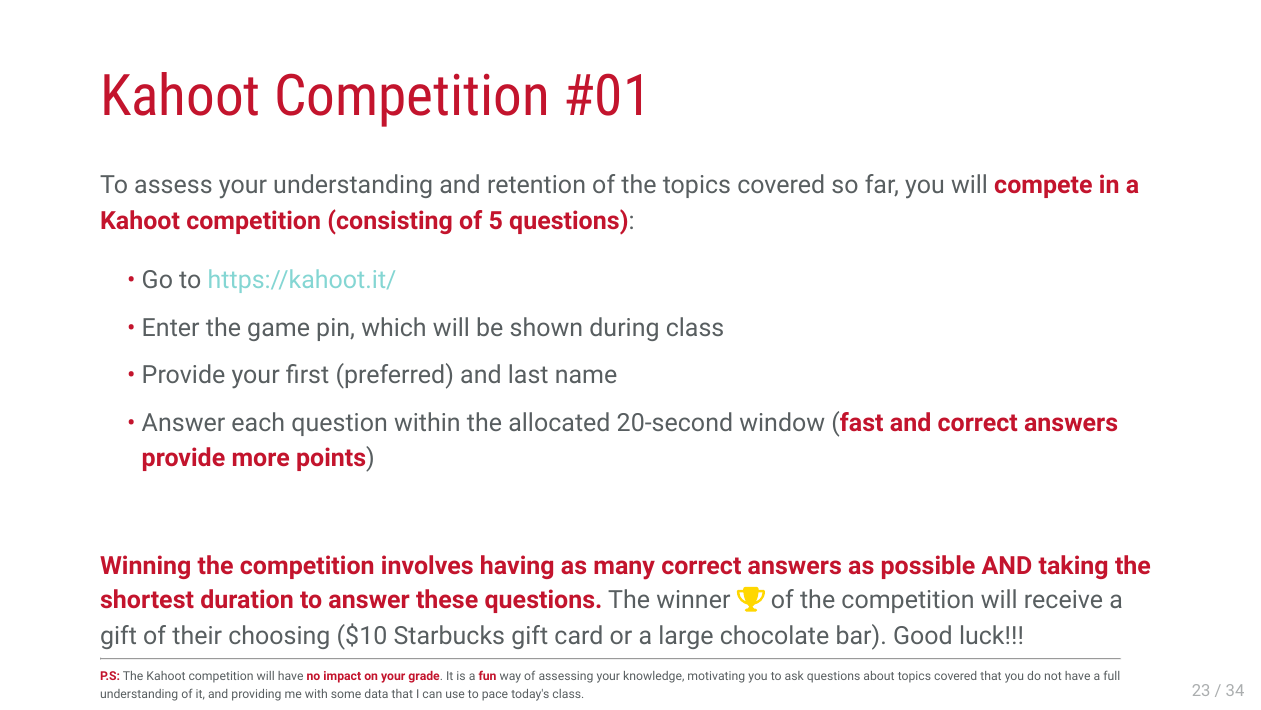 Kahoot Competition #01
To assess your understanding and retention of the topics covered so far, you will compete in a
Kahoot competition (consisting of 5 questions):
• Go to https://kahoot.it/
• Enter the game pin, which will be shown during class
• Provide your first (preferred) and last name
• Answer each question within the allocated 20-second window (fast and correct answers
provide more points)
Winning the competition involves having as many correct answers as possible AND taking the
shortest duration to answer these questions. The winner 🏆 of the competition will receive a
gift of their choosing ($10 Starbucks gift card or a large chocolate bar). Good luck!!!
P.S: The Kahoot competition will have no impact on your grade. It is a fun way of assessing your knowledge, motivating you to ask questions about topics covered that you do not have a full
understanding of it, and providing me with some data that I can use to pace today's class.
23 / 34